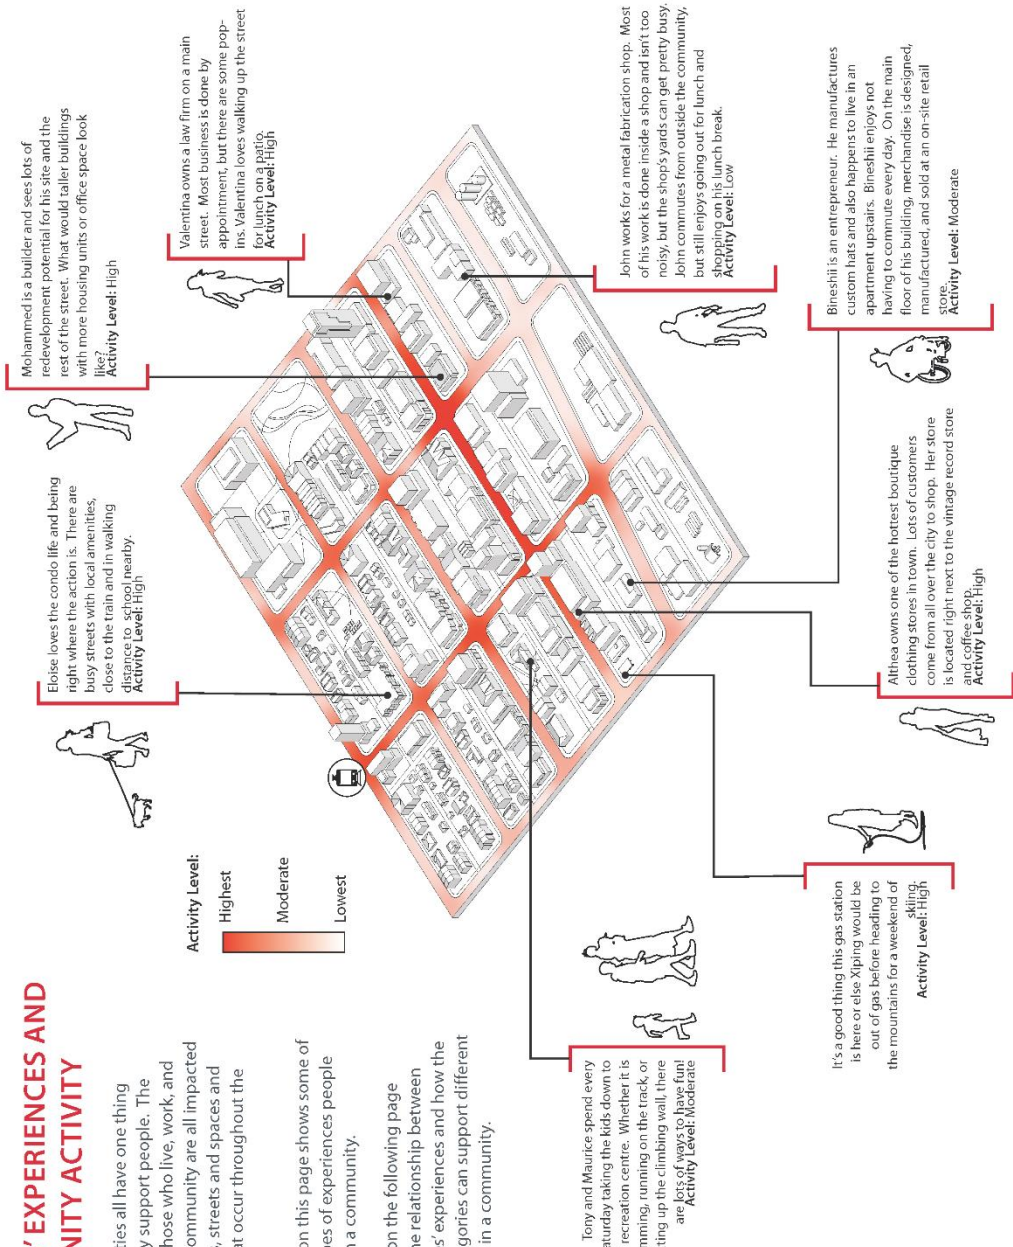 ' EXPERIENCES AND
NITY ACTIVITY
ties all have one thing
y support people. The
hose who live, work, and
ommunity are all impacted
, streets and spaces and
at occur throughout the
on this page shows some of
pes of experiences people
n a community.
on the following page
he relationship between
s' experiences and how the
gories can support different
in a community.
Activity Level:
Highest
Moderate
Lowest
Eloise loves the condo life and being
right where the action is. There are
busy streets with local amenities,
close to the train and in walking
distance to school nearby.
Activity Level: High
Mohammed is a builder and sees lots of
redevelopment potential for his site and the
rest of the street. What would taller buildings
with more housing units or office space look
like?
Activity Level: High
Valentina owns a law firm on a main
street. Most business is done by
appointment, but there are some pop-
ins. Valentina loves walking up the street
for lunch on a patio.
Activity Level: High
Tony and Maurice spend every
aturday taking the kids down to
recreation centre. Whether it is
mming, running on the track, or
ting up the climbing wall, there
are lots of ways to have fun!
Activity Level: Moderate
John works for a metal fabrication shop. Most
of his work is done inside a shop and isn't too
noisy, but the shop's yards can get pretty busy.
John commutes from outside the community,
but still enjoys going out for lunch and
shopping on his lunch break.
Activity Level: Low
It's a good thing this gas station
is here or else Xiping would be
out of gas before heading to
the mountains for a weekend of
skiing.
Activity Level: High
Althea owns one of the hottest boutique
clothing stores in town. Lots of customers
come from all over the city to shop. Her store
is located right next to the vintage record store
and coffee shop.
Activity Level: High
Bineshii is an entrepreneur. He manufactures
custom hats and also happens to live in an
apartment upstairs. Bineshii enjoys not
having to commute every day. On the main
floor of his building, merchandise is designed,
manufactured, and sold at an on-site retail
store.
Activity Level: Moderate